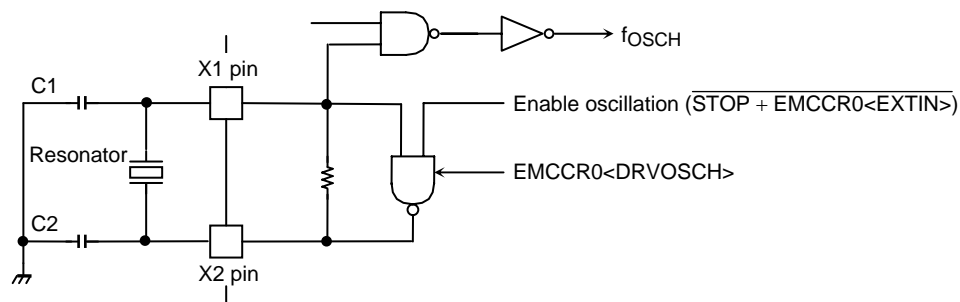 fOSCH
X1 pin
C1
Enable oscillation (STOP + EMCCR0<EXTIN>)
Resonator
EMCCR0<DRVOSCH>
C2
X2 pin